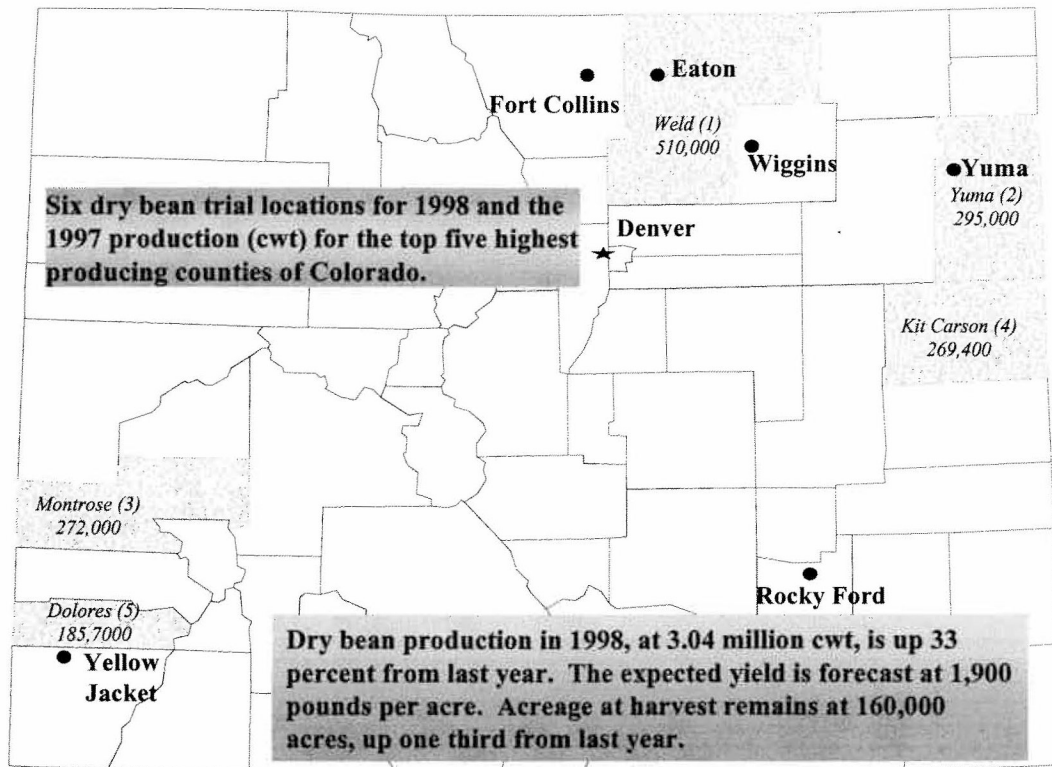 Eaton
Fort Collins
Weld (1)
510,000
Wiggins
Yuma
Yuma (2)
295,000
Six dry bean trial locations for 1998 and the
1997 production (cwt) for the top five highest
producing counties of Colorado.
Denver
Kit Carson (4)
269,400
Montrose (3)
272,000
Rocky Ford
Dolores (5)
185,7000
Yellow
Jacket
Dry bean production in 1998, at 3.04 million cwt, is up 33
percent from last year. The expected yield is forecast at 1,900
pounds per acre. Acreage at harvest remains at 160,000
acres, up one third from last year.